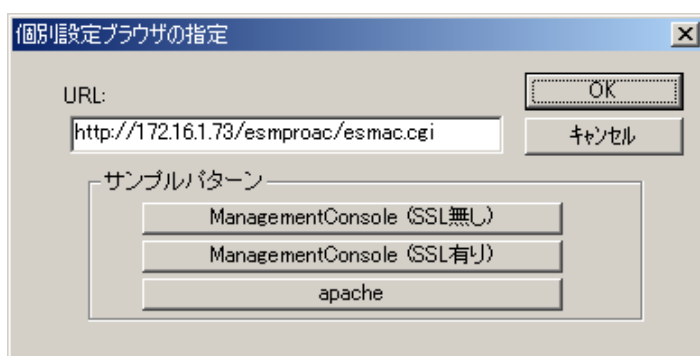 個別設定ブラウザの指定
URL:
OK
http://172.16.1.73/esmproac/esmac.cgi
キャンセル
サンプルパターン
ManagementConsole (SSL無し)
ManagementConsole (SSL有り)
apache